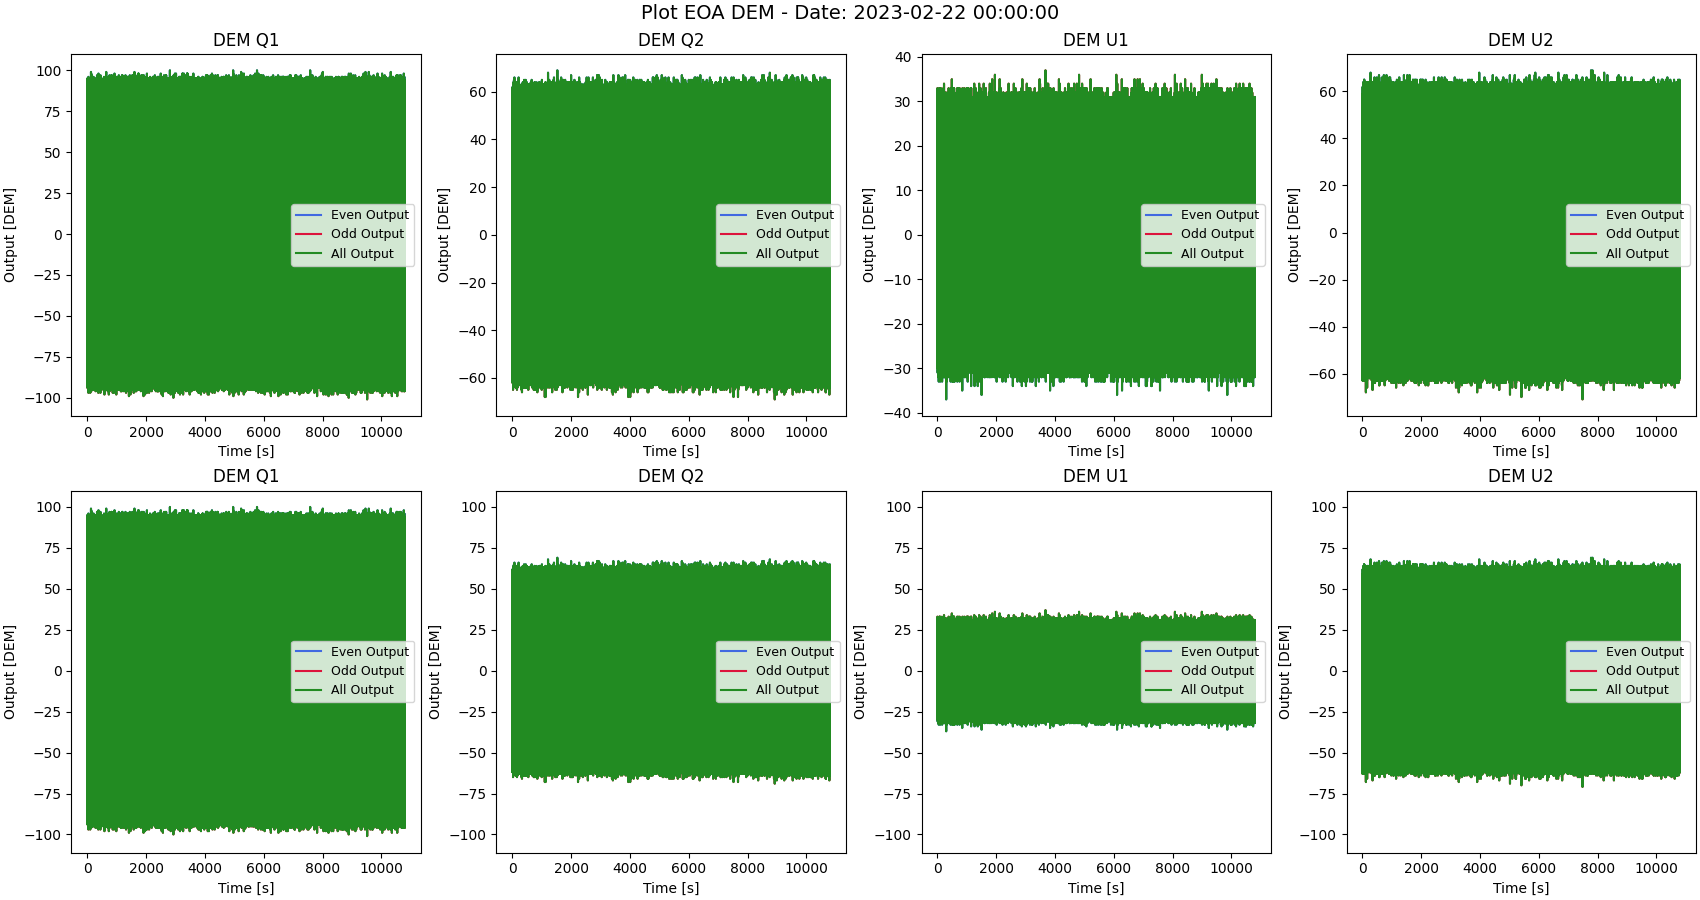 Plot EOA DEM - Date: 2023-02-22 00:00:00
DEM Q1
Output [DEM]
100
75
50
25
0
−25
−50
−75
−100
Even Output
Odd Output
All Output
0 2000 4000 6000 8000 10000
Time [s]
DEM Q2
Output [DEM]
60
40
20
0
−20
−40
−60
Even Output
Odd Output
All Output
0 2000 4000 6000 8000 10000
Time [s]
DEM U1
Output [DEM]
40
30
20
10
0
−10
−20
−30
−40
Even Output
Odd Output
All Output
0 2000 4000 6000 8000 10000
Time [s]
DEM U2
Output [DEM]
60
40
20
0
−20
−40
−60
Even Output
Odd Output
All Output
0 2000 4000 6000 8000 10000
Time [s]
DEM Q1
Output [DEM]
100
75
50
25
0
−25
−50
−75
−100
Even Output
Odd Output
All Output
0 2000 4000 6000 8000 10000
Time [s]
DEM Q2
Output [DEM]
100
75
50
25
0
−25
−50
−75
−100
Even Output
Odd Output
All Output
0 2000 4000 6000 8000 10000
Time [s]
DEM U1
Output [DEM]
100
75
50
25
0
−25
−50
−75
−100
Even Output
Odd Output
All Output
0 2000 4000 6000 8000 10000
Time [s]
DEM U2
Output [DEM]
100
75
50
25
0
−25
−50
−75
−100
Even Output
Odd Output
All Output
0 2000 4000 6000 8000 10000
Time [s]